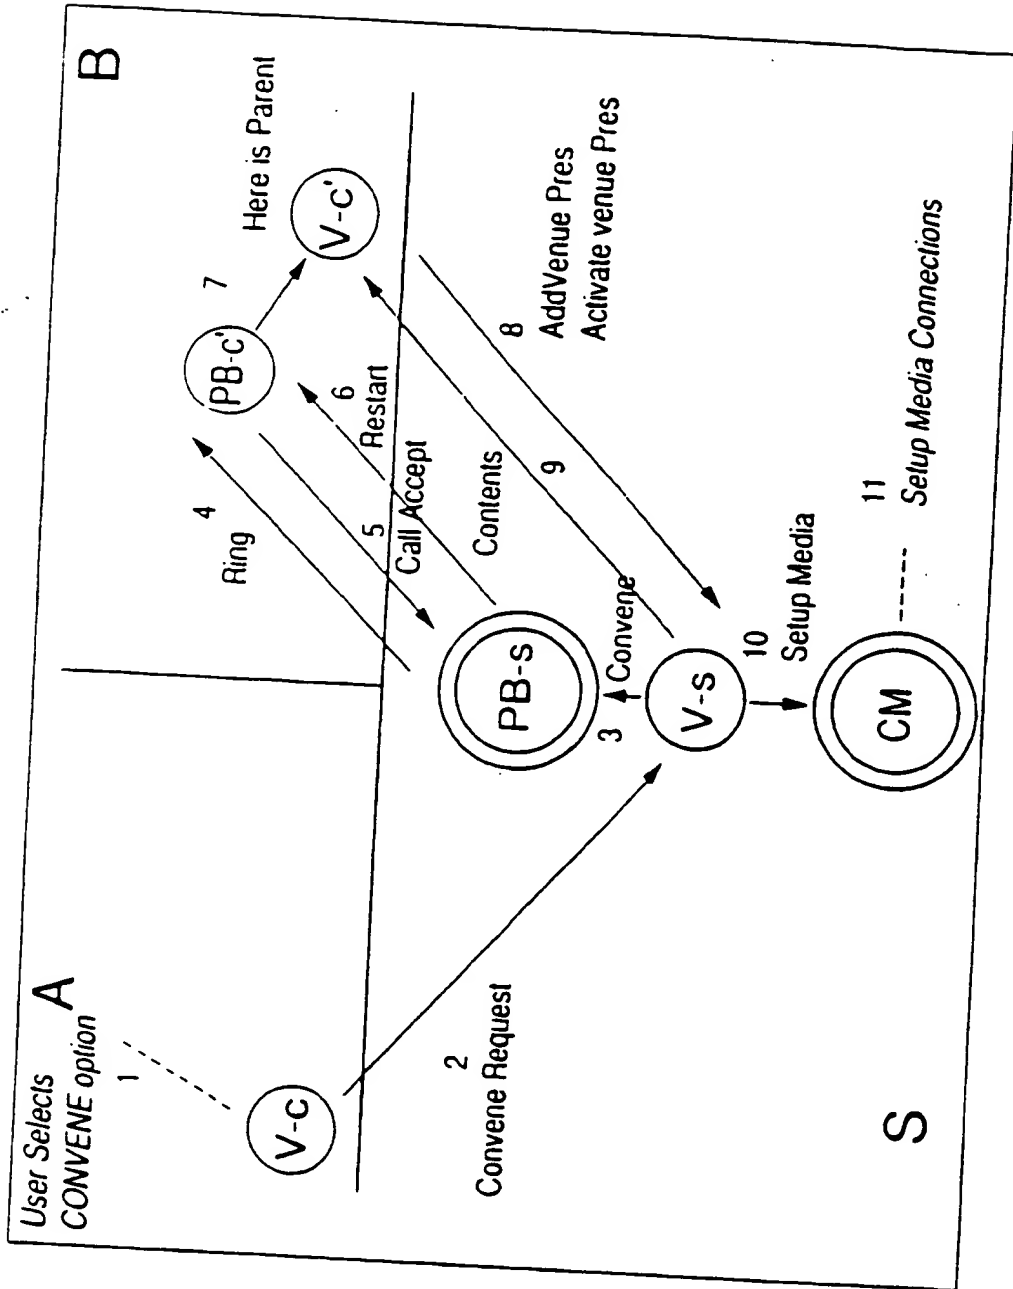 User Selects
CONVENE option
A
1
V-c
2
Convene Request
S
B
4
Ring
PB-c'
7
Here is Parent
V-c'
5
Call Accept
6
Restart
PB-s
Contents
9
8
AddVenue Pres
Activate venue Pres
3
Convene
V-s
10
Setup Media
CM
11
Setup Media Connections